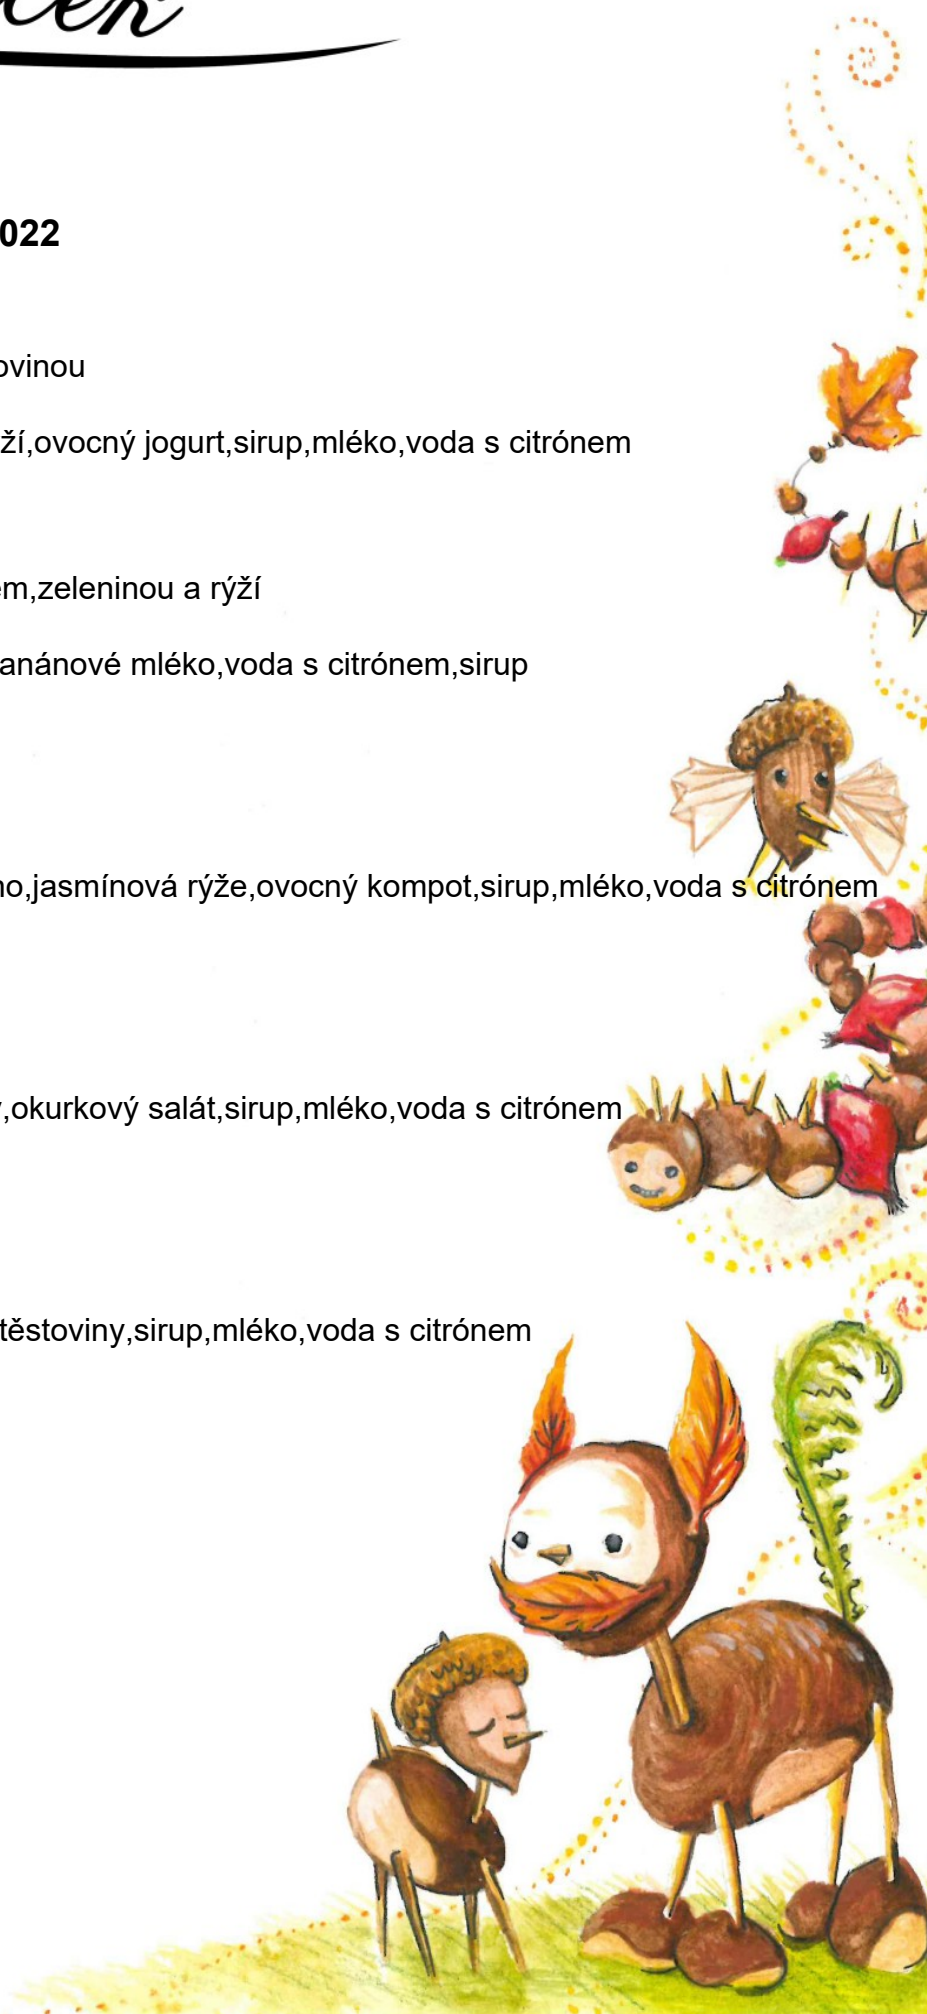 022
ovinou
ží,ovocný jogurt,sirup,mléko,voda s citrónem
em,zeleninou a rýží
anánové mléko,voda s citrónem,sirup
no,jasmínová rýže,ovocný kompot,sirup,mléko,voda s citrónem
,okurkový salát,sirup,mléko,voda s citrónem
těstoviny,sirup,mléko,voda s citrónem